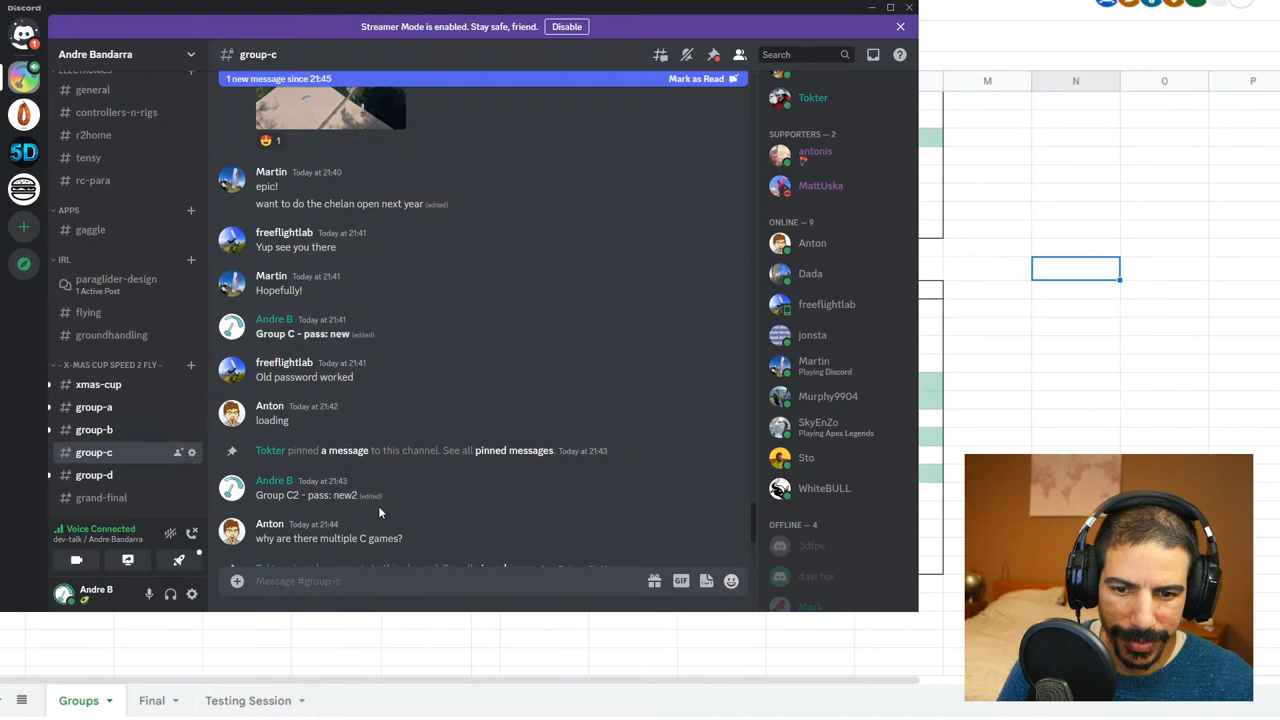 Discord
Streamer Mode is enabled. Stay safe, friend. Disable
Andre Bandarra
group-c
Search
1 new message since 21:45
Mark as Read
ELECTRONICS
general
controllers-n-rigs
r2home
tensy
rc-para
APPS
gaggle
IRL
paraglider-design
1 Active Post
flying
groundhandling
- X-MAS CUP SPEED 2 FLY -
xmas-cup
group-a
group-b
group-c
group-d
grand-final
Voice Connected
dev-talk / Andre Bandarra
Andre B
1
5D
1
Martin Today at 21:40
epic!
want to do the chelan open next year (edited)
freeflightlab Today at 21:41
Yup see you there
Martin Today at 21:41
Hopefully!
Andre B Today at 21:41
Group C - pass: new (edited)
freeflightlab Today at 21:41
Old password worked
Anton Today at 21:42
loading
Tokter pinned a message to this channel. See all pinned messages. Today at 21:43
Andre B Today at 21:43
Group C2 - pass: new2 (edited)
Anton Today at 21:44
why are there multiple C games?
Message #group-c
GIF
Tokter
SUPPORTERS — 2
antonis
MattUska
ONLINE — 9
Anton
Dada
freeflightlab
jonsta
Martin
Playing Discord
Murphy9904
SkyEnZo
Playing Apex Legends
Sto
WhiteBULL
OFFLINE — 4
3dfpv
davi tex
Mark
M N O P
Groups
Final
Testing Session